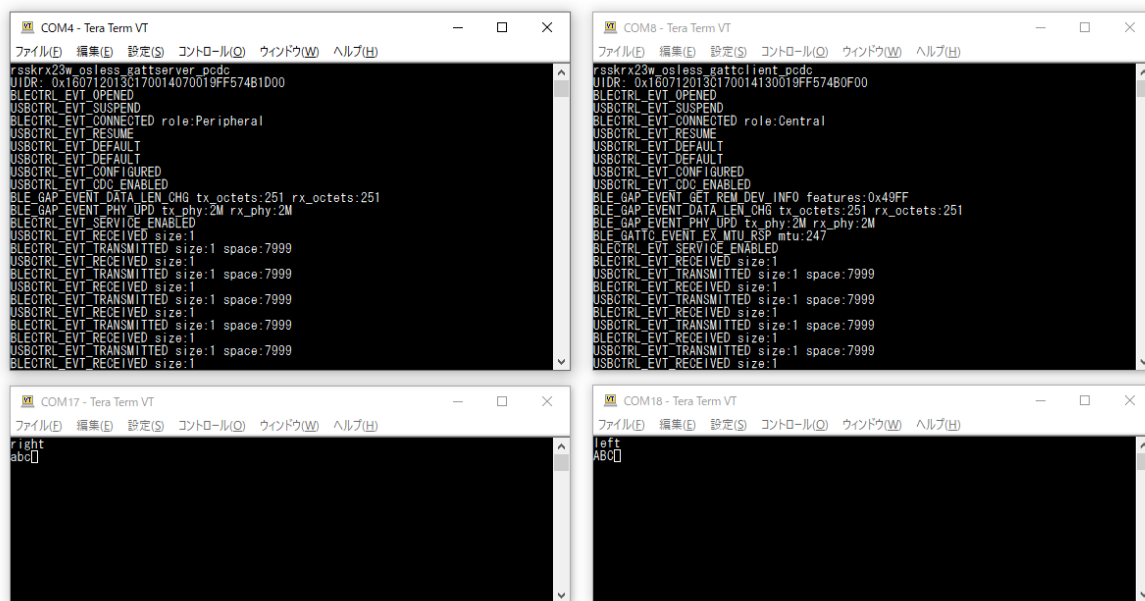 COM4 - Tera Term VT
ファイル(F) 編集(E) 設定(S) コントロール(O) ウィンドウ(W) ヘルプ(H)
rsskrx23w_osless_gattserver_pcdc
UIDR: 0x160712013C170014070019FF574B1D00
BLECTRL_EVT_OPENED
USBCTRL_EVT_SUSPEND
BLECTRL_EVT_CONNECTED role:Peripheral
USBCTRL_EVT_RESUME
USBCTRL_EVT_DEFAULT
USBCTRL_EVT_DEFAULT
USBCTRL_EVT_CONFIGURED
USBCTRL_EVT_CDC_ENABLED
BLE_GAP_EVENT_DATA_LEN_CHG tx_octets:251 rx_octets:251
BLE_GAP_EVENT_PHY_UPD tx_phy:2M rx_phy:2M
BLECTRL_EVT_SERVICE_ENABLED
USBCTRL_EVT_RECEIVED size:1
BLECTRL_EVT_TRANSMITTED size:1 space:7999
USBCTRL_EVT_RECEIVED size:1
BLECTRL_EVT_TRANSMITTED size:1 space:7999
USBCTRL_EVT_RECEIVED size:1
BLECTRL_EVT_TRANSMITTED size:1 space:7999
USBCTRL_EVT_RECEIVED size:1
BLECTRL_EVT_TRANSMITTED size:1 space:7999
BLECTRL_EVT_RECEIVED size:1
USBCTRL_EVT_TRANSMITTED size:1 space:7999
BLECTRL_EVT_RECEIVED size:1
COM8 - Tera Term VT
ファイル(F) 編集(E) 設定(S) コントロール(O) ウィンドウ(W) ヘルプ(H)
rsskrx23w_osless_gattclient_pcdc
UIDR: 0x160712013C170014130019FF574B0F00
BLECTRL_EVT_OPENED
USBCTRL_EVT_SUSPEND
BLECTRL_EVT_CONNECTED role:Central
USBCTRL_EVT_RESUME
USBCTRL_EVT_DEFAULT
USBCTRL_EVT_DEFAULT
USBCTRL_EVT_CONFIGURED
USBCTRL_EVT_CDC_ENABLED
BLE_GAP_EVENT_GET_REM_DEV_INFO features:0x49FF
BLE_GAP_EVENT_DATA_LEN_CHG tx_octets:251 rx_octets:251
BLE_GAP_EVENT_PHY_UPD tx_phy:2M rx_phy:2M
BLE_GATTC_EVENT_EX_MTU_RSP mtu:247
BLECTRL_EVT_SERVICE_ENABLED
BLECTRL_EVT_RECEIVED size:1
USBCTRL_EVT_TRANSMITTED size:1 space:7999
BLECTRL_EVT_RECEIVED size:1
USBCTRL_EVT_TRANSMITTED size:1 space:7999
BLECTRL_EVT_RECEIVED size:1
USBCTRL_EVT_TRANSMITTED size:1 space:7999
BLECTRL_EVT_RECEIVED size:1
USBCTRL_EVT_TRANSMITTED size:1 space:7999
USBCTRL_EVT_RECEIVED size:1
COM17 - Tera Term VT
ファイル(F) 編集(E) 設定(S) コントロール(O) ウィンドウ(W) ヘルプ(H)
right
abc
COM18 - Tera Term VT
ファイル(F) 編集(E) 設定(S) コントロール(O) ウィンドウ(W) ヘルプ(H)
left
ABC